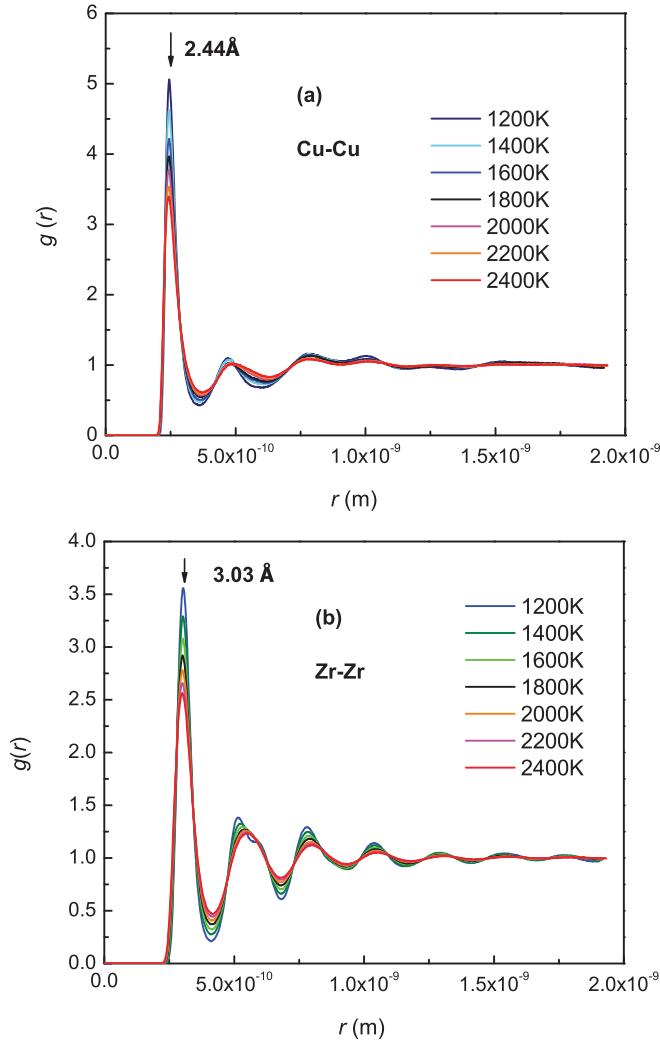 6
2.44Å
5
(a)
1200K
1400K
4
Cu-Cu
1600K
1800K
g (r)
3
2000K
2200K
2400K
2
1
0
0.0
5.0x10⁻¹⁰
1.0x10⁻⁹
1.5x10⁻⁹
2.0x10⁻⁹
r (m)
4.0
3.03 Å
3.5
(b)
1200K
1400K
3.0
Zr-Zr
1600K
1800K
2.5
2000K
2200K
g(r)
2.0
2400K
1.5
1.0
0.5
0.0
0.0
5.0x10⁻¹⁰
1.0x10⁻⁹
1.5x10⁻⁹
2.0x10⁻⁹
r (m)